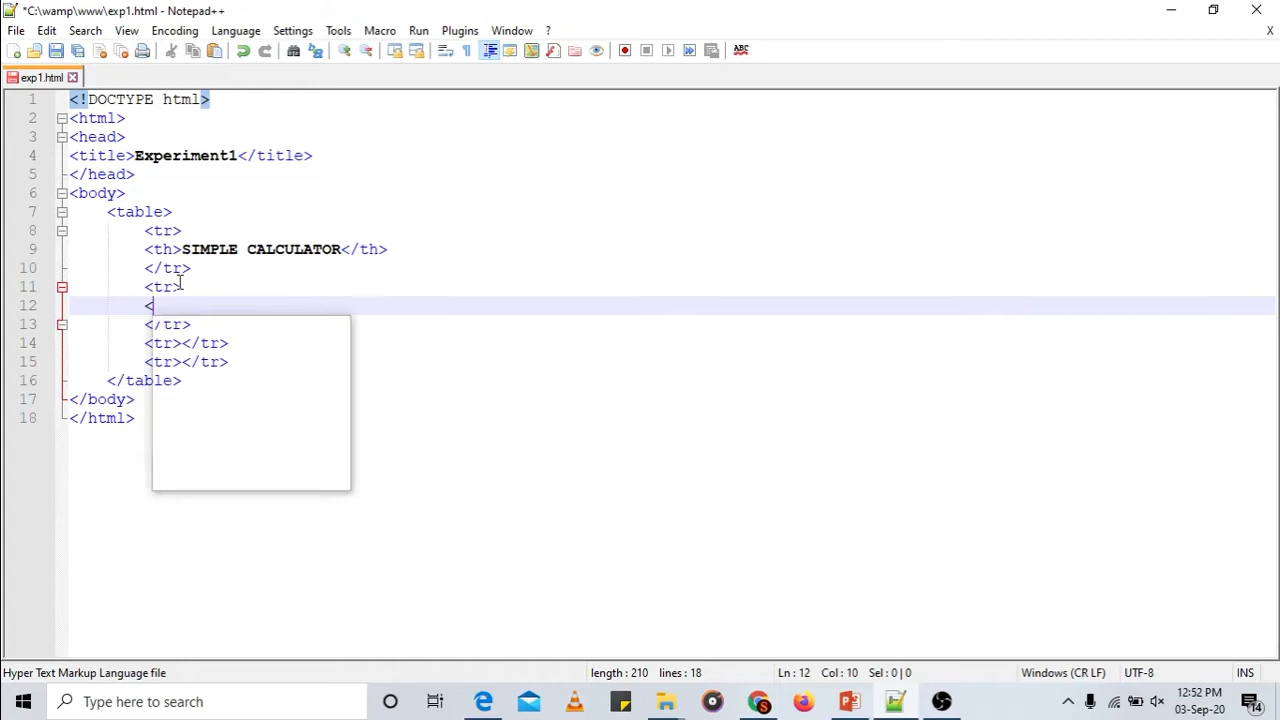 *C:\wamp\www\exp1.html - Notepad++
File Edit Search View Encoding Language Settings Tools Macro Run Plugins Window ? X
exp1.html
1 <!DOCTYPE html>
2 <html>
3 <head>
4 <title>Experiment1</title>
5 </head>
6 <body>
7 <table>
8 <tr>
9 <th>SIMPLE CALCULATOR</th>
10 </tr>
11 <tr>
12 <
13 </tr>
14 <tr></tr>
15 <tr></tr>
16 </table>
17 </body>
18 </html>
Hyper Text Markup Language file length : 210 lines : 18 Ln : 12 Col : 10 Sel : 0 | 0 Windows (CR LF) UTF-8 INS
Type here to search
12:52 PM
03-Sep-20
14